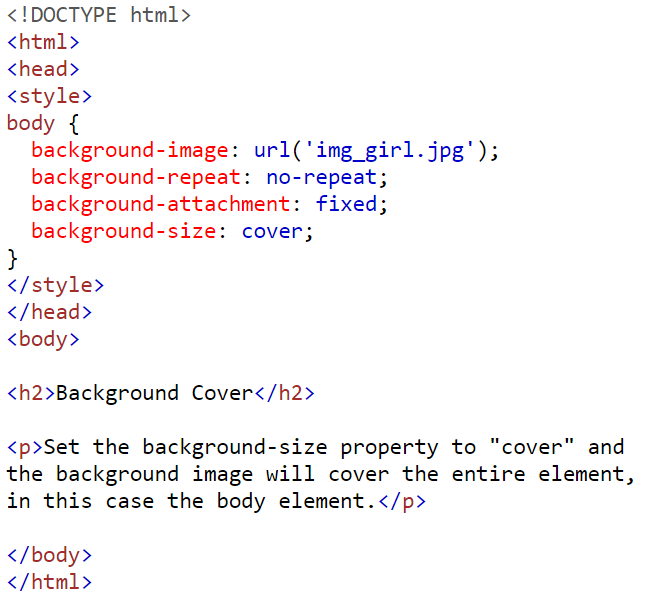 <!DOCTYPE html>
<html>
<head>
<style>
body {
  background-image: url('img_girl.jpg');
  background-repeat: no-repeat;
  background-attachment: fixed;
  background-size: cover;
}
</style>
</head>
<body>

<h2>Background Cover</h2>

<p>Set the background-size property to "cover" and
the background image will cover the entire element,
in this case the body element.</p>

</body>
</html>